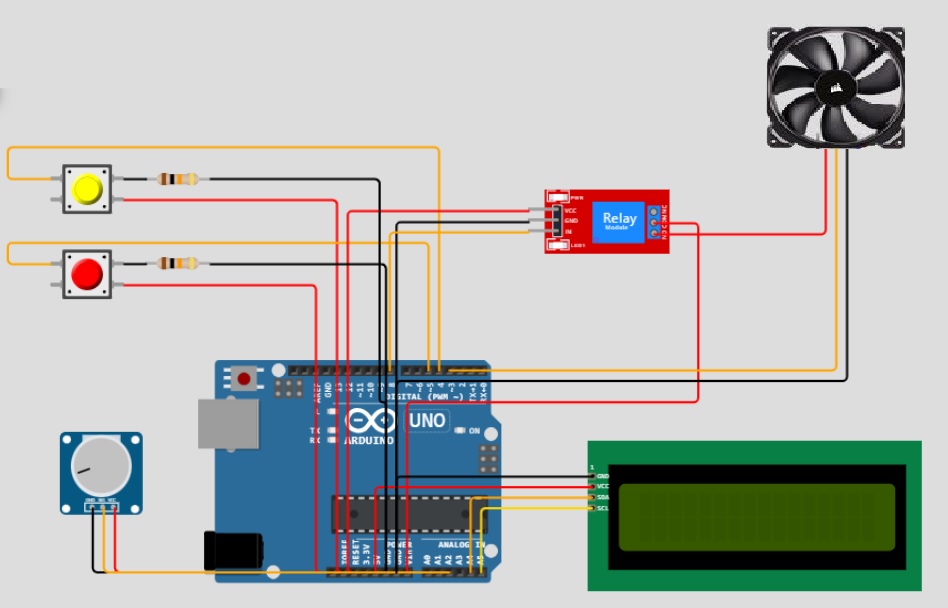 PWR
VCC
GND
IN
LED1
Relay
Module
NC
COM
NO
AREF
GND
13
12
~11
~10
~9
8
7
~6
~5
4
~3
2
TX→1
RX←0
DIGITAL (PWM ~)
L
TX
RX
ARDUINO
UNO
ON
IOREF
RESET
3.3V
5V
GND
GND
VIN
POWER
ANALOG IN
A0
A1
A2
A3
A4
A5
GND SIG VCC
1
GND
VCC
SDA
SCL